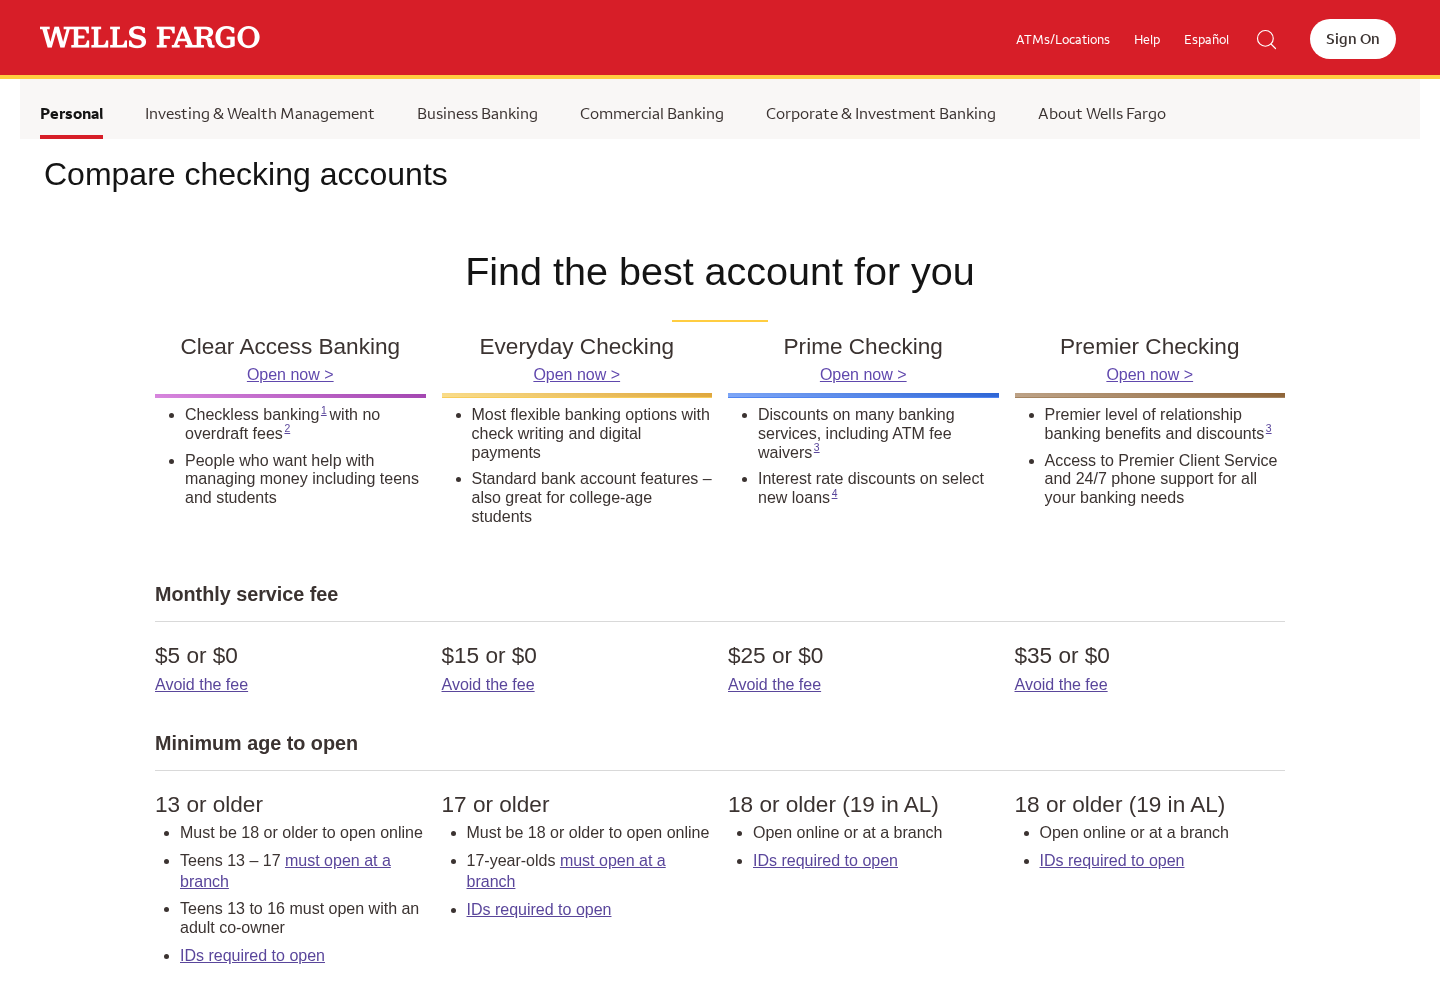 WELLS FARGO
ATMs/Locations Help Español Sign On
Personal Investing & Wealth Management Business Banking Commercial Banking Corporate & Investment Banking About Wells Fargo
Compare checking accounts
Find the best account for you
Clear Access Banking
Open now >
Checkless banking1 with no
overdraft fees2
People who want help with
managing money including teens
and students
Everyday Checking
Open now >
Most flexible banking options with
check writing and digital
payments
Standard bank account features –
also great for college-age
students
Prime Checking
Open now >
Discounts on many banking
services, including ATM fee
waivers3
Interest rate discounts on select
new loans4
Premier Checking
Open now >
Premier level of relationship
banking benefits and discounts3
Access to Premier Client Service
and 24/7 phone support for all
your banking needs
Monthly service fee
$5 or $0
Avoid the fee
$15 or $0
Avoid the fee
$25 or $0
Avoid the fee
$35 or $0
Avoid the fee
Minimum age to open
13 or older
Must be 18 or older to open online
Teens 13 – 17 must open at a
branch
Teens 13 to 16 must open with an
adult co-owner
IDs required to open
17 or older
Must be 18 or older to open online
17-year-olds must open at a
branch
IDs required to open
18 or older (19 in AL)
Open online or at a branch
IDs required to open
18 or older (19 in AL)
Open online or at a branch
IDs required to open